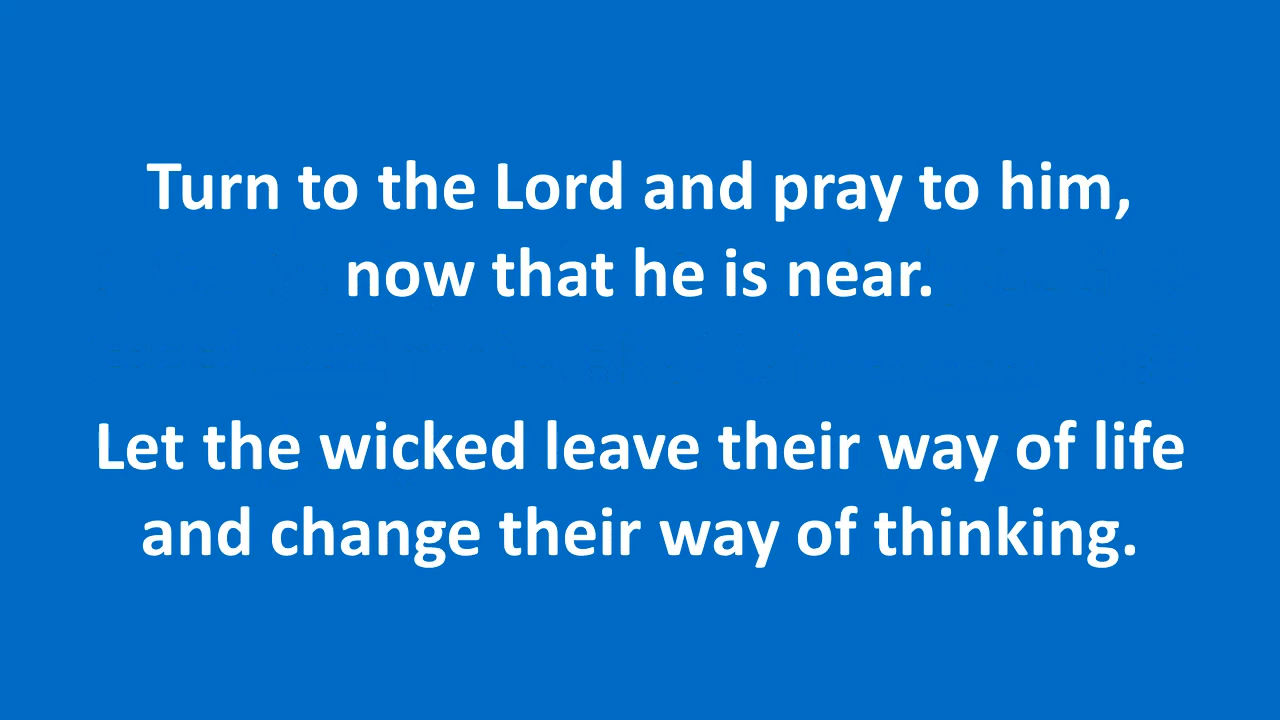 Turn to the Lord and pray to him,
now that he is near.
Let the wicked leave their way of life
and change their way of thinking.